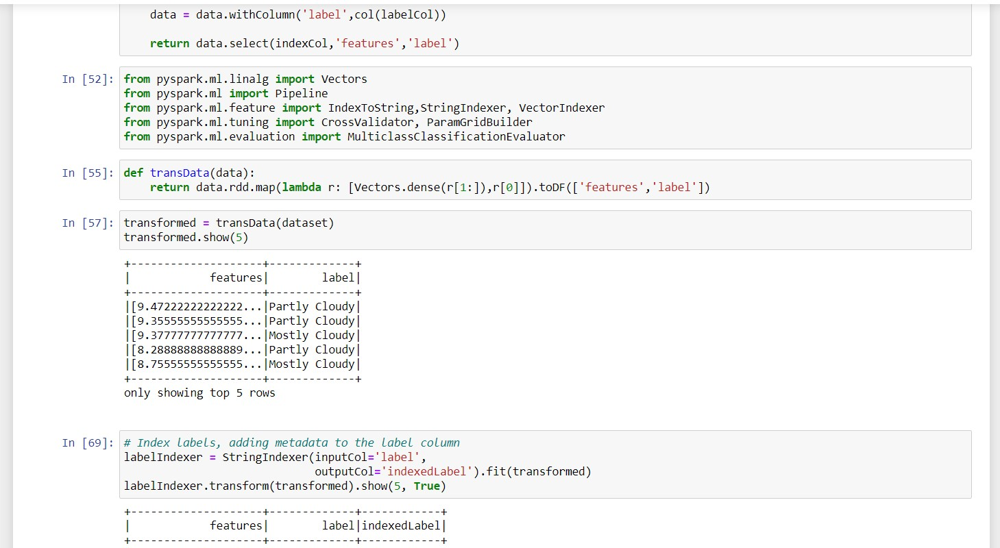 data = data.withColumn('label',col(labelCol))
return data.select(indexCol,'features','label')
In [52]: from pyspark.ml.linalg import Vectors
from pyspark.ml import Pipeline
from pyspark.ml.feature import IndexToString,StringIndexer, VectorIndexer
from pyspark.ml.tuning import CrossValidator, ParamGridBuilder
from pyspark.ml.evaluation import MulticlassClassificationEvaluator
In [55]: def transData(data):
return data.rdd.map(lambda r: [Vectors.dense(r[1:]),r[0]]).toDF(['features','label'])
In [57]: transformed = transData(dataset)
transformed.show(5)
+--------------------+-------------+
|            features|        label|
+--------------------+-------------+
|[9.47222222222222...|Partly Cloudy|
|[9.35555555555555...|Partly Cloudy|
|[9.37777777777777...|Mostly Cloudy|
|[8.28888888888889...|Partly Cloudy|
|[8.75555555555555...|Mostly Cloudy|
+--------------------+-------------+
only showing top 5 rows
In [69]: # Index labels, adding metadata to the label column
labelIndexer = StringIndexer(inputCol='label',
outputCol='indexedLabel').fit(transformed)
labelIndexer.transform(transformed).show(5, True)
+--------------------+-------------+------------+
|            features|        label|indexedLabel|
+--------------------+-------------+------------+